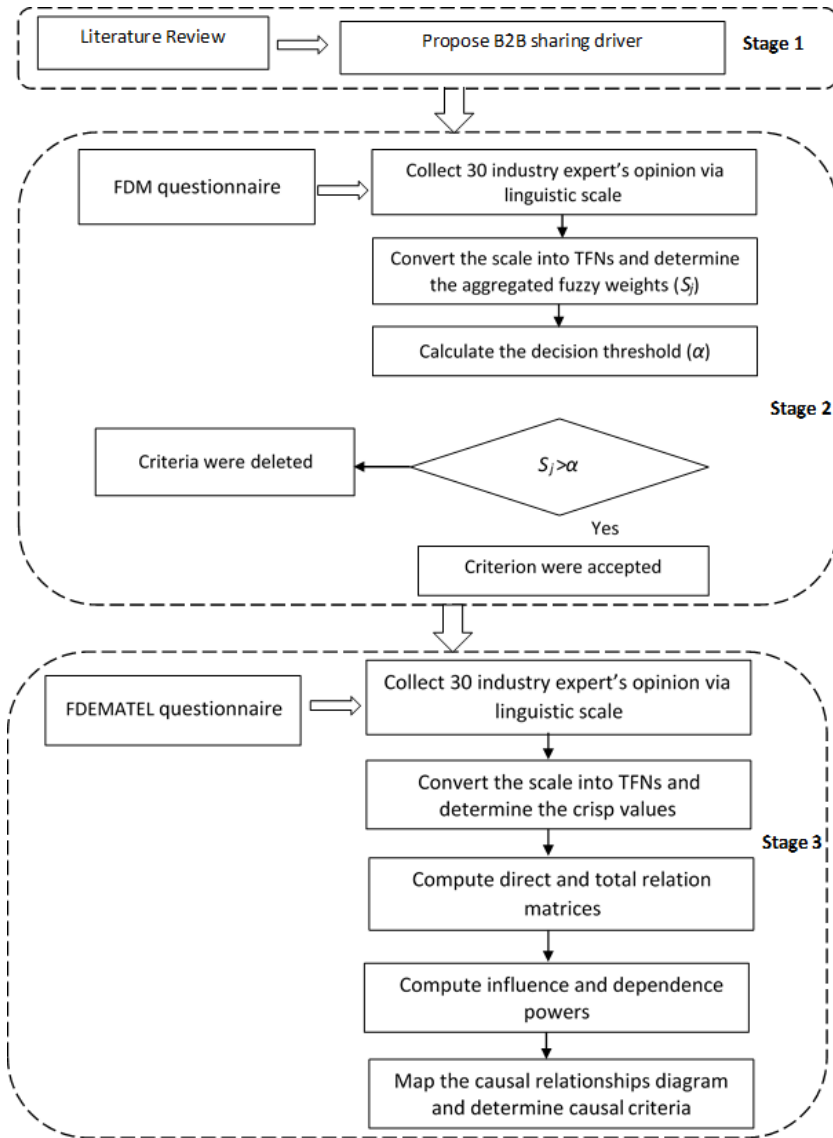 Literature Review
Propose B2B sharing driver
Stage 1
FDM questionnaire
Collect 30 industry expert's opinion via
linguistic scale
Convert the scale into TFNs and determine
the aggregated fuzzy weights (Sj)
Calculate the decision threshold (α)
Stage 2
Criteria were deleted
Sj>α
Yes
Criterion were accepted
FDEMATEL questionnaire
Collect 30 industry expert's opinion via
linguistic scale
Convert the scale into TFNs and
determine the crisp values
Stage 3
Compute direct and total relation
matrices
Compute influence and dependence
powers
Map the causal relationships diagram
and determine causal criteria